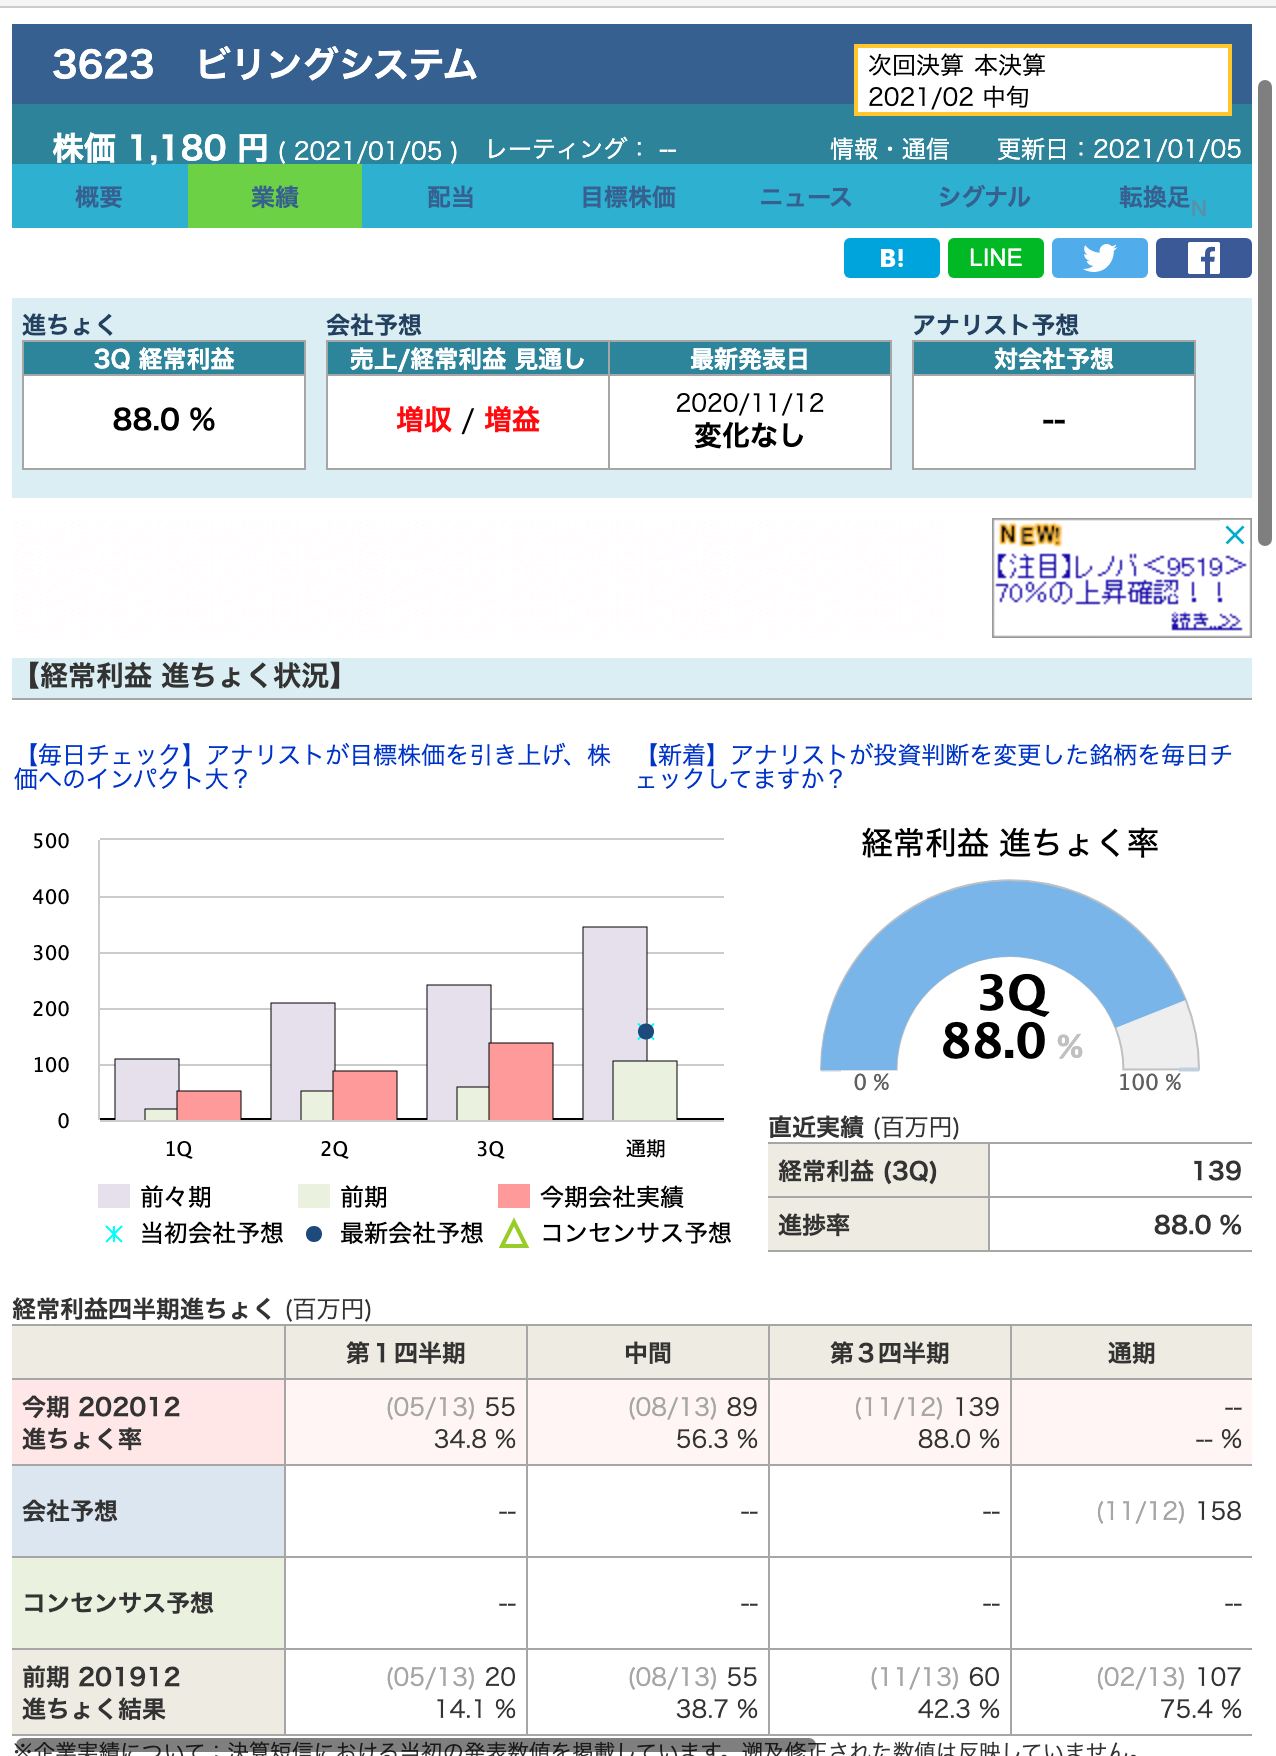 3623　ビリングシステム
次回決算 本決算
2021/02 中旬
株価 1,180 円 ( 2021/01/05 ) レーティング： --
情報・通信 更新日：2021/01/05
概要 業績 配当 目標株価 ニュース シグナル 転換足N
B! LINE
進ちょく 会社予想 アナリスト予想
3Q 経常利益 売上/経常利益 見通し 最新発表日 対会社予想
88.0 % 増収 / 増益 2020/11/12 --
変化なし
NEW!
【注目】レノバ<9519>
70%の上昇確認！！
続き..>>
【経常利益 進ちょく状況】
【毎日チェック】アナリストが目標株価を引き上げ、株
価へのインパクト大？
【新着】アナリストが投資判断を変更した銘柄を毎日チ
ェックしてますか？
500
400
300
200
100
0
1Q 2Q 3Q 通期
前々期 前期 今期会社実績
当初会社予想 最新会社予想 コンセンサス予想
経常利益 進ちょく率
3Q
88.0 %
0 % 100 %
直近実績 (百万円)
経常利益 (3Q) 139
進捗率 88.0 %
経常利益四半期進ちょく (百万円)
第１四半期 中間 第３四半期 通期
今期 202012 (05/13) 55 (08/13) 89 (11/12) 139 --
進ちょく率 34.8 % 56.3 % 88.0 % -- %
会社予想 -- -- -- (11/12) 158
コンセンサス予想 -- -- -- --
前期 201912 (05/13) 20 (08/13) 55 (11/13) 60 (02/13) 107
進ちょく結果 14.1 % 38.7 % 42.3 % 75.4 %
※企業実績について：決算短信における当初の発表数値を掲載しています。遡及修正された数値は反映していません。